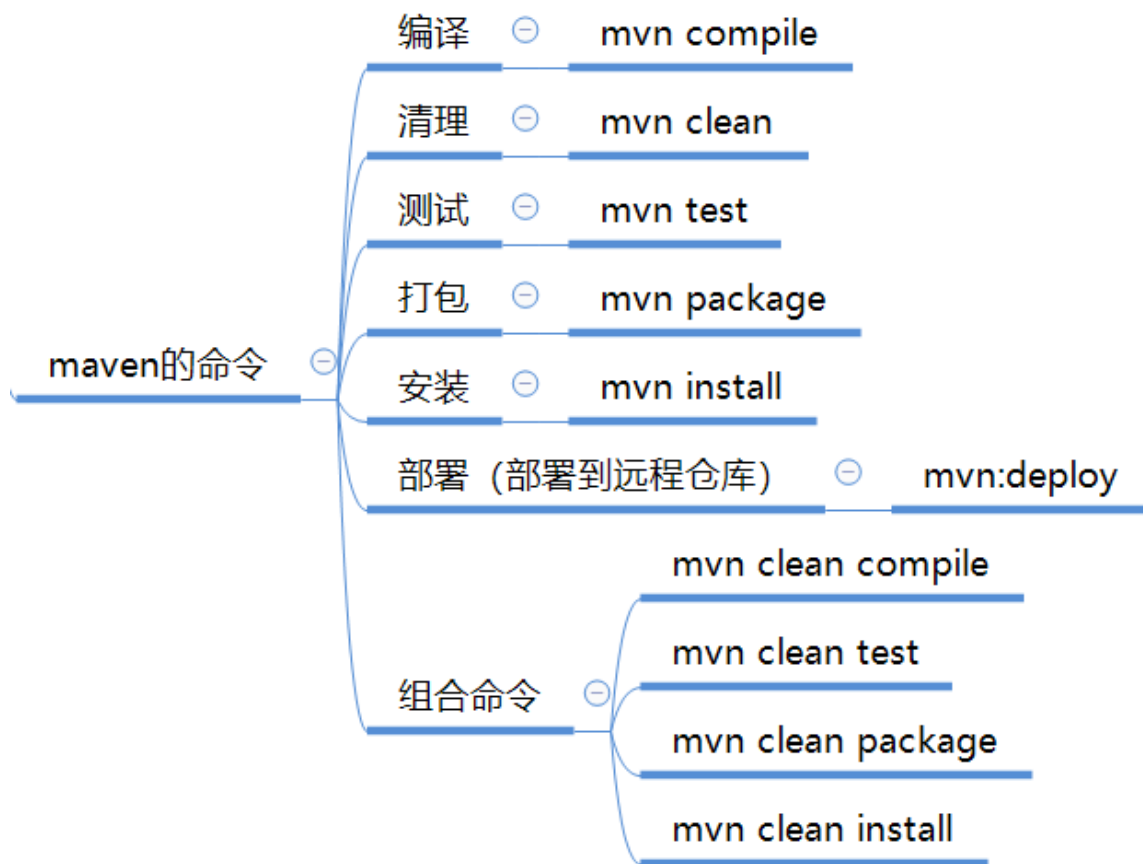 maven的命令
编译
mvn compile
清理
mvn clean
测试
mvn test
打包
mvn package
安装
mvn install
部署（部署到远程仓库）
mvn:deploy
组合命令
mvn clean compile
mvn clean test
mvn clean package
mvn clean install